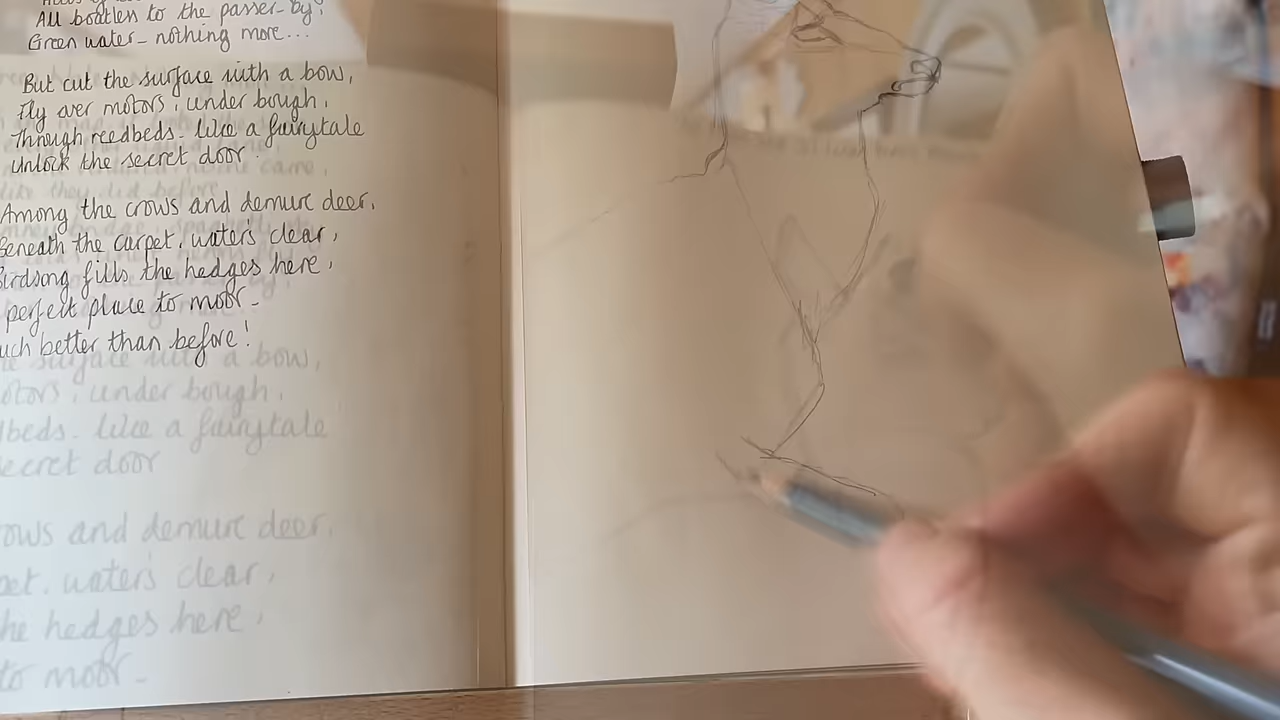 All boatless to the passer-by,
Green water - nothing more...
But cut the surface with a bow,
Fly over motors, under bough,
Through reedbeds - like a fairytale
Unlock the secret door.
Among the crows and demure deer,
Beneath the carpet, water's clear,
Birdsong fills the hedges here,
perfect place to moor -
uch better than before!
a bow,
otors, under bough,
dbeds - like a fairytale
ecret door
rows and demure deer,
pet, water's clear,
he hedges here,
to moor -